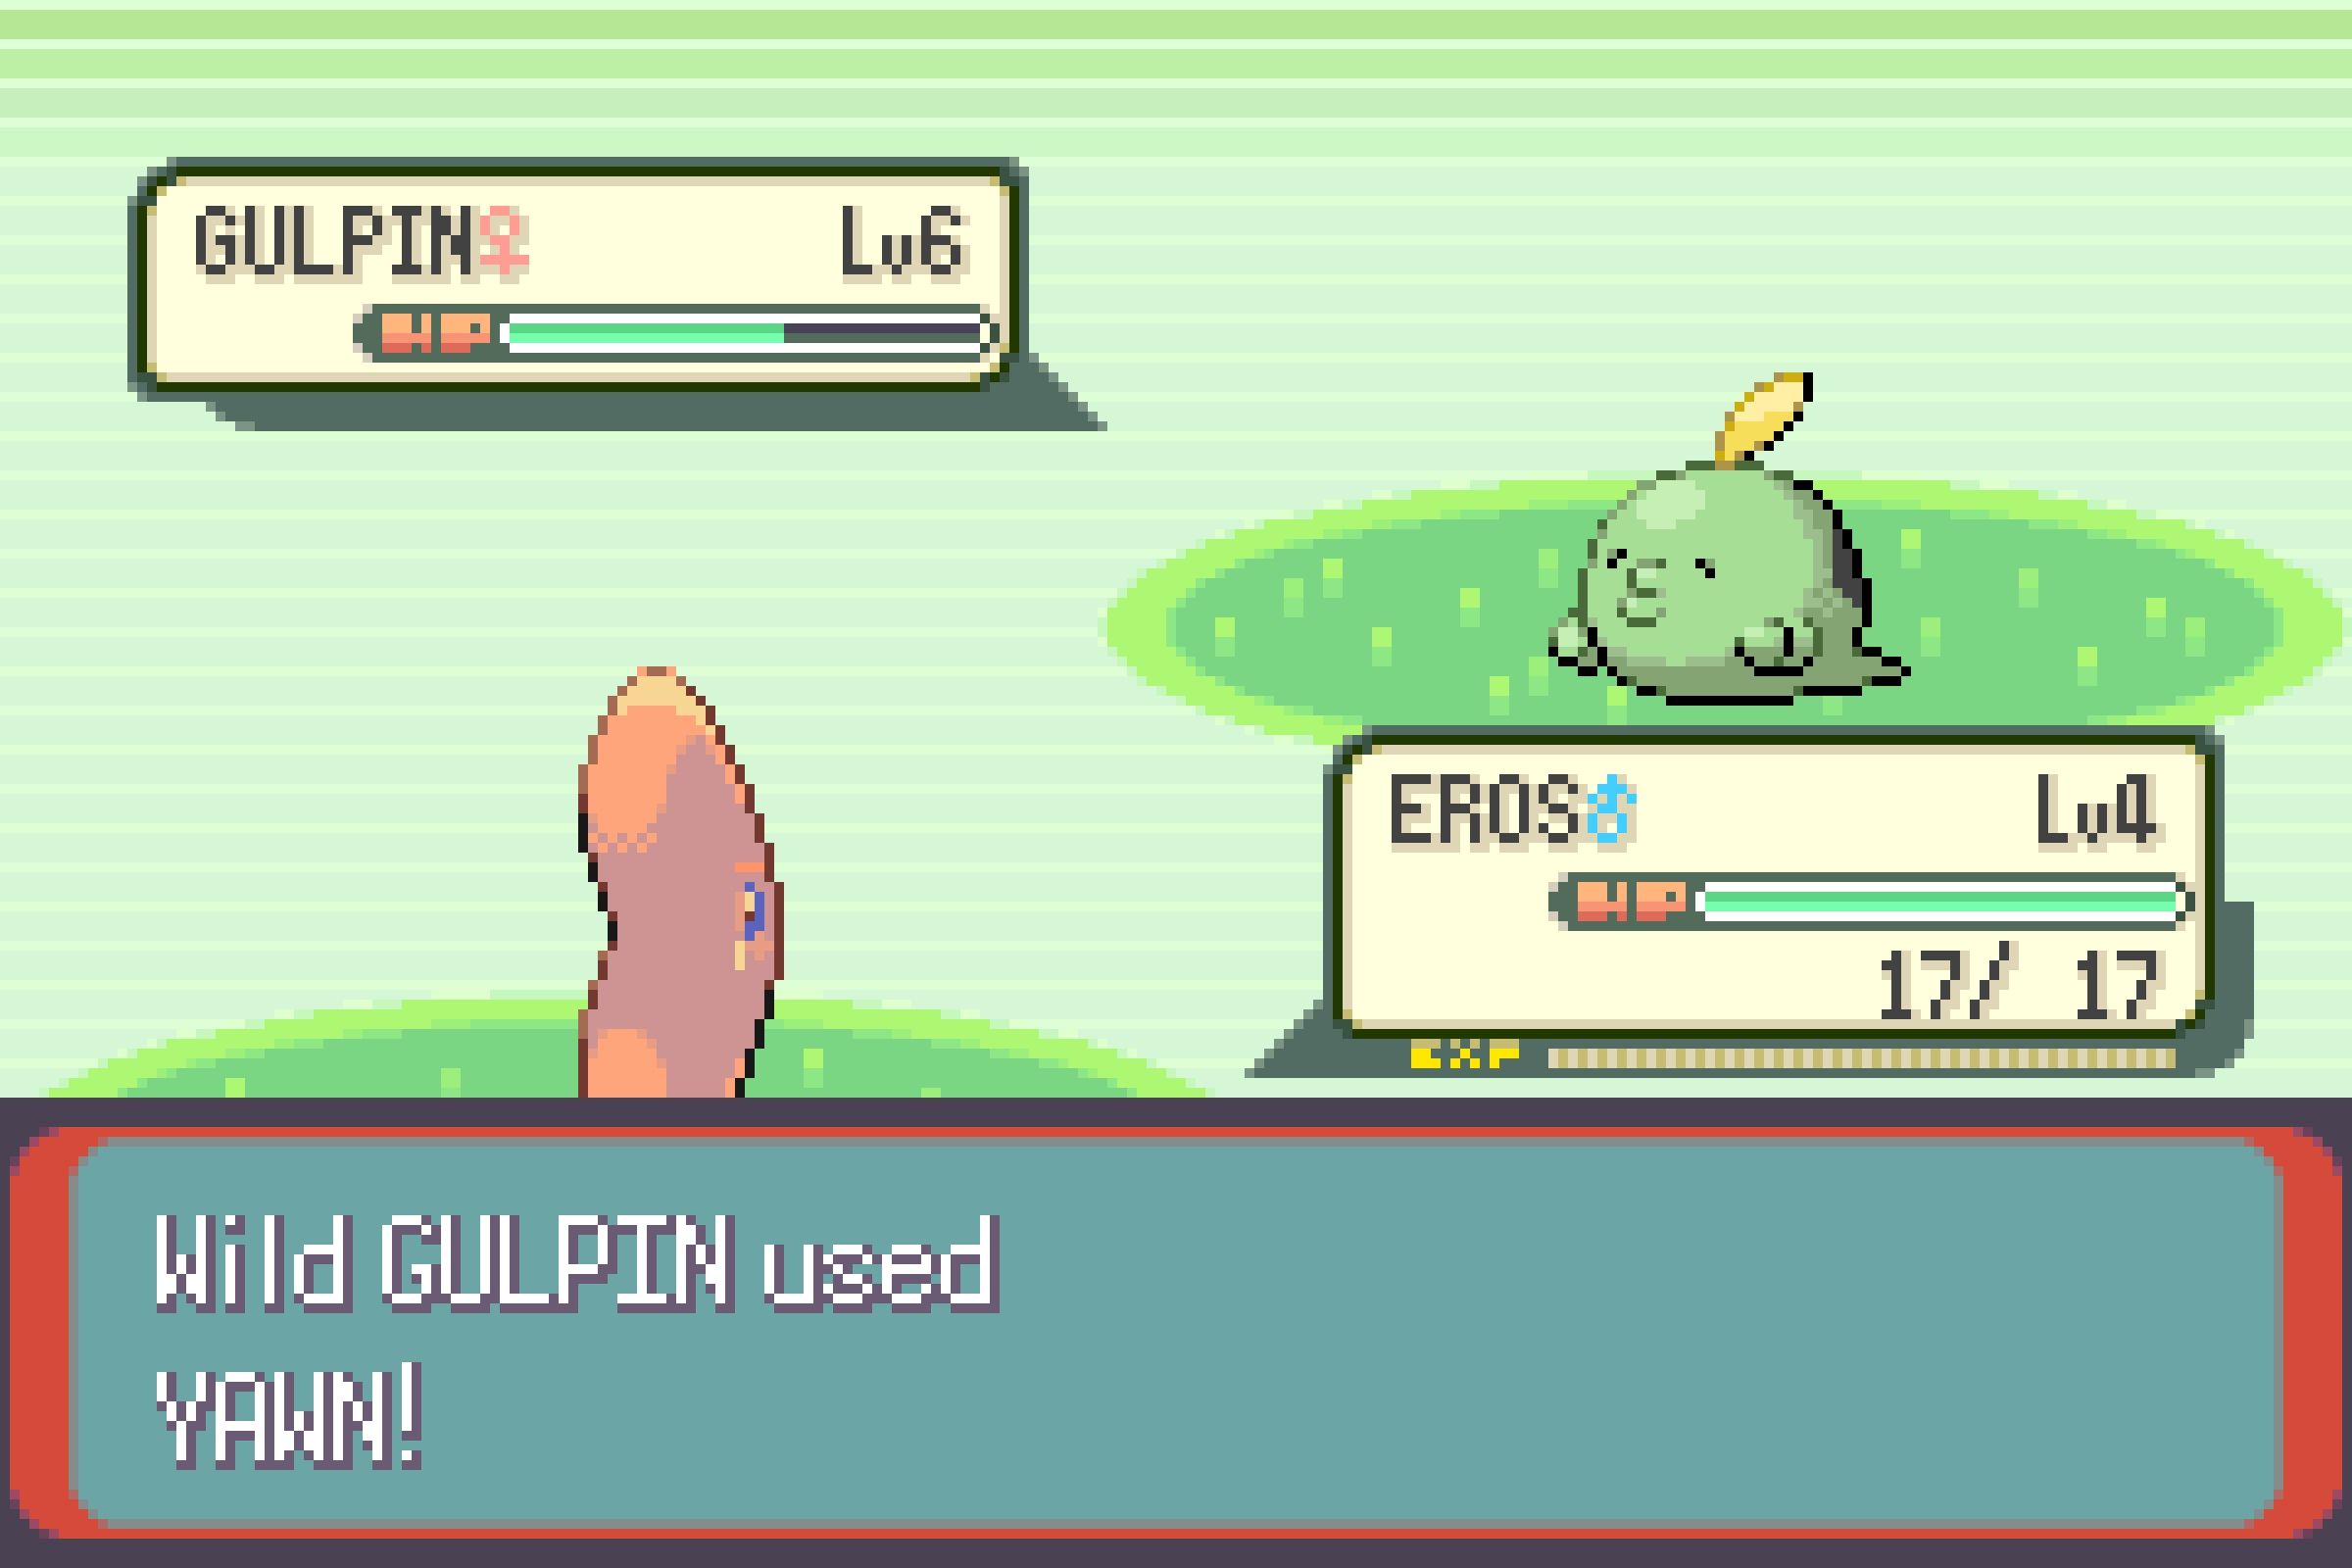 GULPIN♀ Lv6
HP
EROS♂ Lv4
HP
17/ 17
EXP
Wild GULPIN used
YAWN!